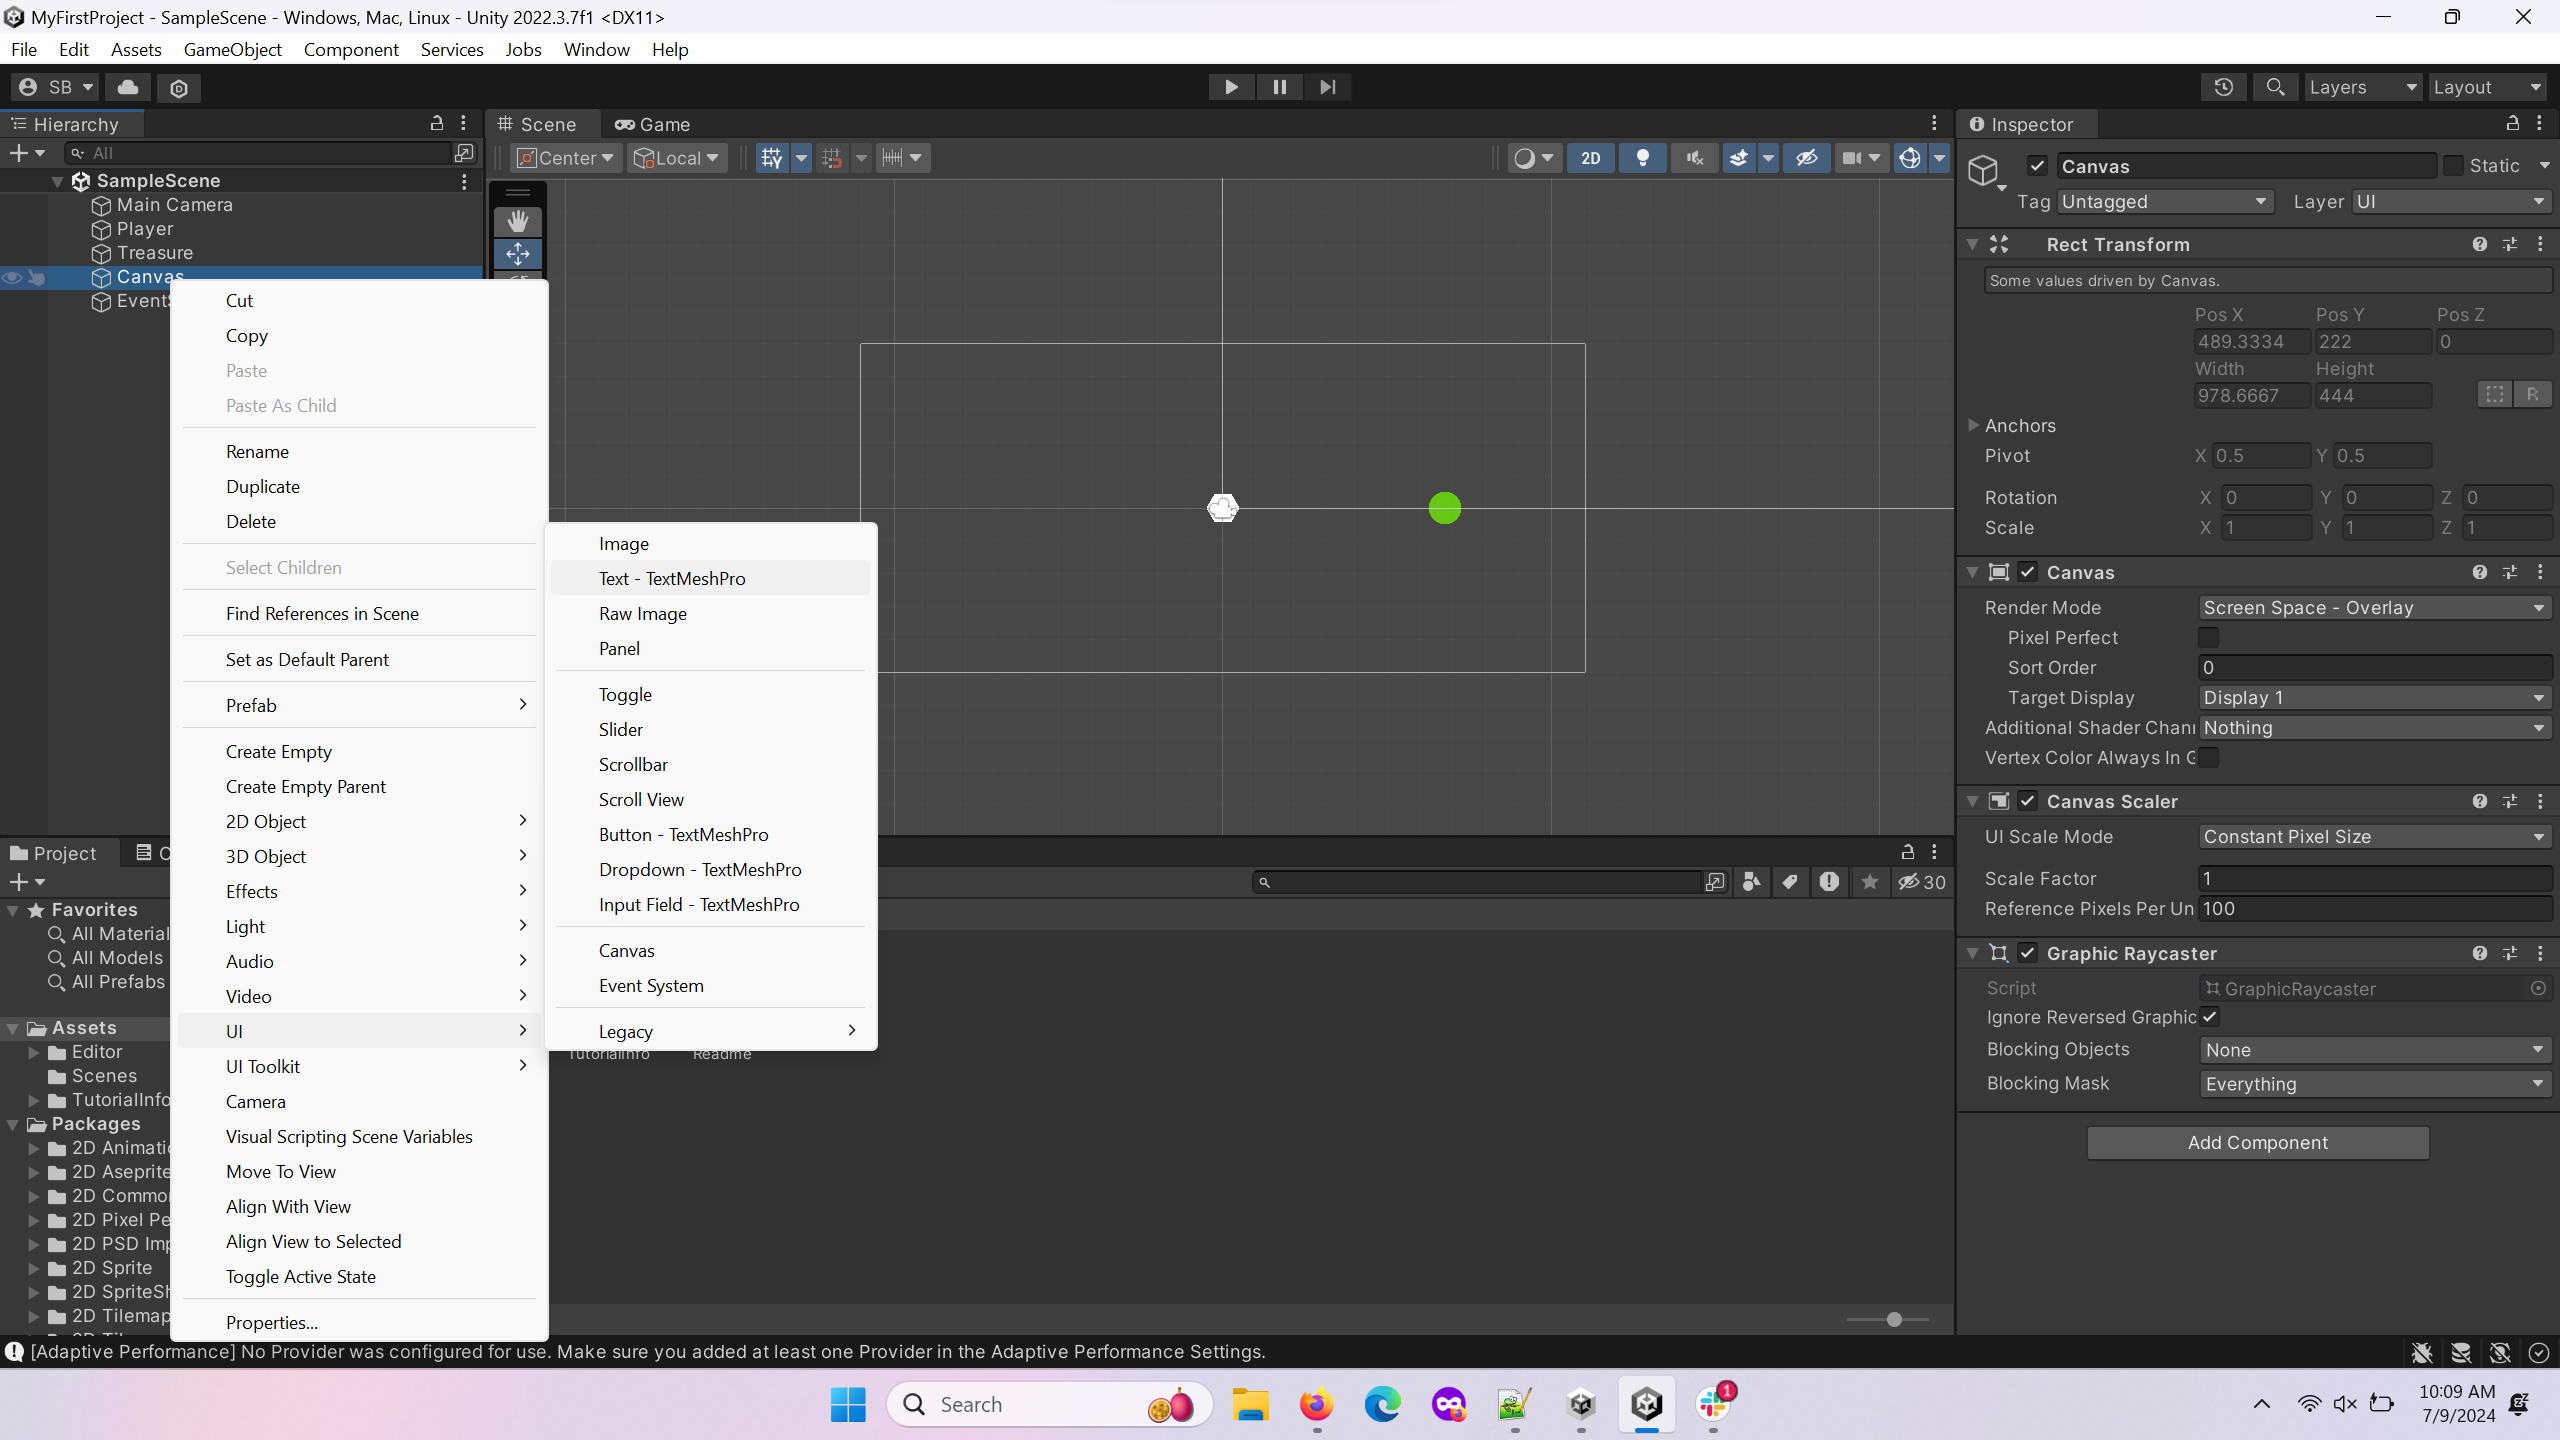 MyFirstProject - SampleScene - Windows, Mac, Linux - Unity 2022.3.7f1 <DX11>
File Edit Assets GameObject Component Services Jobs Window Help
SB Layers Layout
Hierarchy
All
SampleScene
Main Camera
Player
Treasure
Canvas
Cut
Copy
Paste
Paste As Child
Rename
Duplicate
Delete
Select Children
Find References in Scene
Set as Default Parent
Prefab
Create Empty
Create Empty Parent
2D Object
3D Object
Effects
Light
Audio
Video
UI
UI Toolkit
Camera
Visual Scripting Scene Variables
Move To View
Align With View
Align View to Selected
Toggle Active State
Properties...
Image
Text - TextMeshPro
Raw Image
Panel
Toggle
Slider
Scrollbar
Scroll View
Button - TextMeshPro
Dropdown - TextMeshPro
Input Field - TextMeshPro
Canvas
Event System
Legacy
TutorialInfo Readme
Scene Game
Center Local 2D
Project
30
Favorites
All Material
All Models
All Prefabs
Assets
Editor
Scenes
TutorialInfo
Packages
2D Animati
2D Aseprite
2D Common
2D Pixel Pe
2D PSD Imp
2D Sprite
2D SpriteSh
2D Tilemap
Inspector
Canvas Static
Tag Untagged Layer UI
Rect Transform
Some values driven by Canvas.
Pos X Pos Y Pos Z
489.3334 222 0
Width Height
978.6667 444 R
Anchors
Pivot X 0.5 Y 0.5
Rotation X 0 Y 0 Z 0
Scale X 1 Y 1 Z 1
Canvas
Render Mode Screen Space - Overlay
Pixel Perfect
Sort Order 0
Target Display Display 1
Additional Shader Chan Nothing
Vertex Color Always In G
Canvas Scaler
UI Scale Mode Constant Pixel Size
Scale Factor 1
Reference Pixels Per Un 100
Graphic Raycaster
Script GraphicRaycaster
Ignore Reversed Graphic
Blocking Objects None
Blocking Mask Everything
Add Component
[Adaptive Performance] No Provider was configured for use. Make sure you added at least one Provider in the Adaptive Performance Settings.
Search
1
10:09 AM
7/9/2024